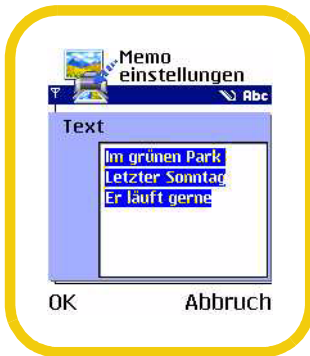 Memo
einstellungen
Abc
Text
Im grünen Park
Letzter Sonntag
Er läuft gerne
OK Abbruch